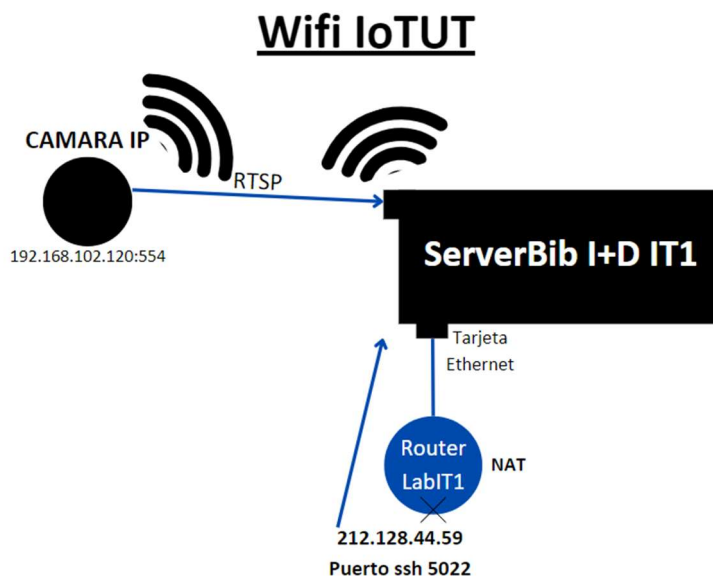 Wifi IoTUT
CAMARA IP
RTSP
192.168.102.120:554
ServerBib I+D IT1
Tarjeta
Ethernet
Router
LabIT1
NAT
212.128.44.59
Puerto ssh 5022